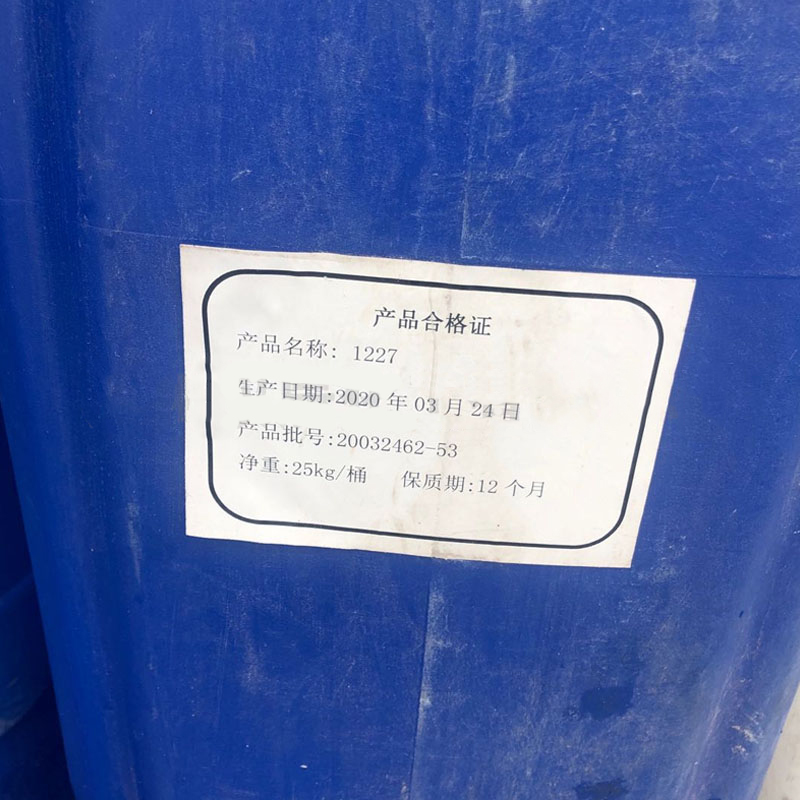 产品合格证
产品名称: 1227
生产日期:2020 年 03 月 24 日
产品批号:20032462-53
净重:25kg/桶 保质期:12 个月